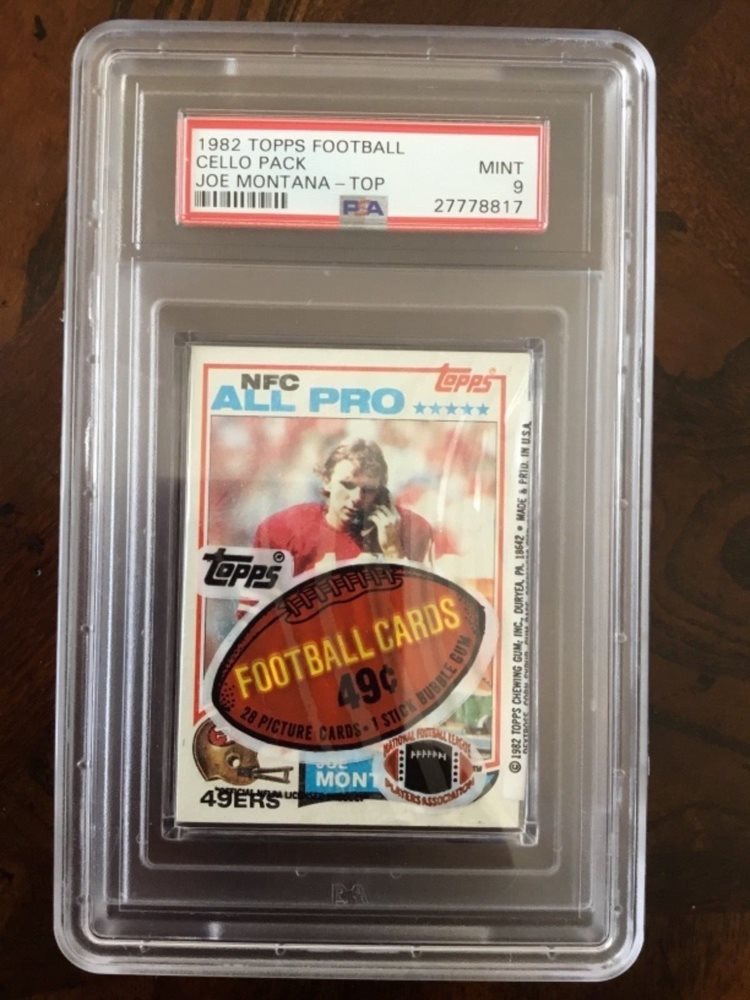 1982 TOPPS FOOTBALL
CELLO PACK
JOE MONTANA – TOP
MINT
9
PSA
27778817
NFC
ALL PRO
Topps
Topps®
FOOTBALL CARDS
49¢
28 PICTURE CARDS • 1 STICK BUBBLE GUM
JOE
MONT
49ERS
NATIONAL FOOTBALL LEAGUE
PLAYERS ASSOCIATION
TM
© 1982 TOPPS CHEWING GUM, INC., DURYEA, PA. 18642 • MADE & PRTD. IN U.S.A.
PSA